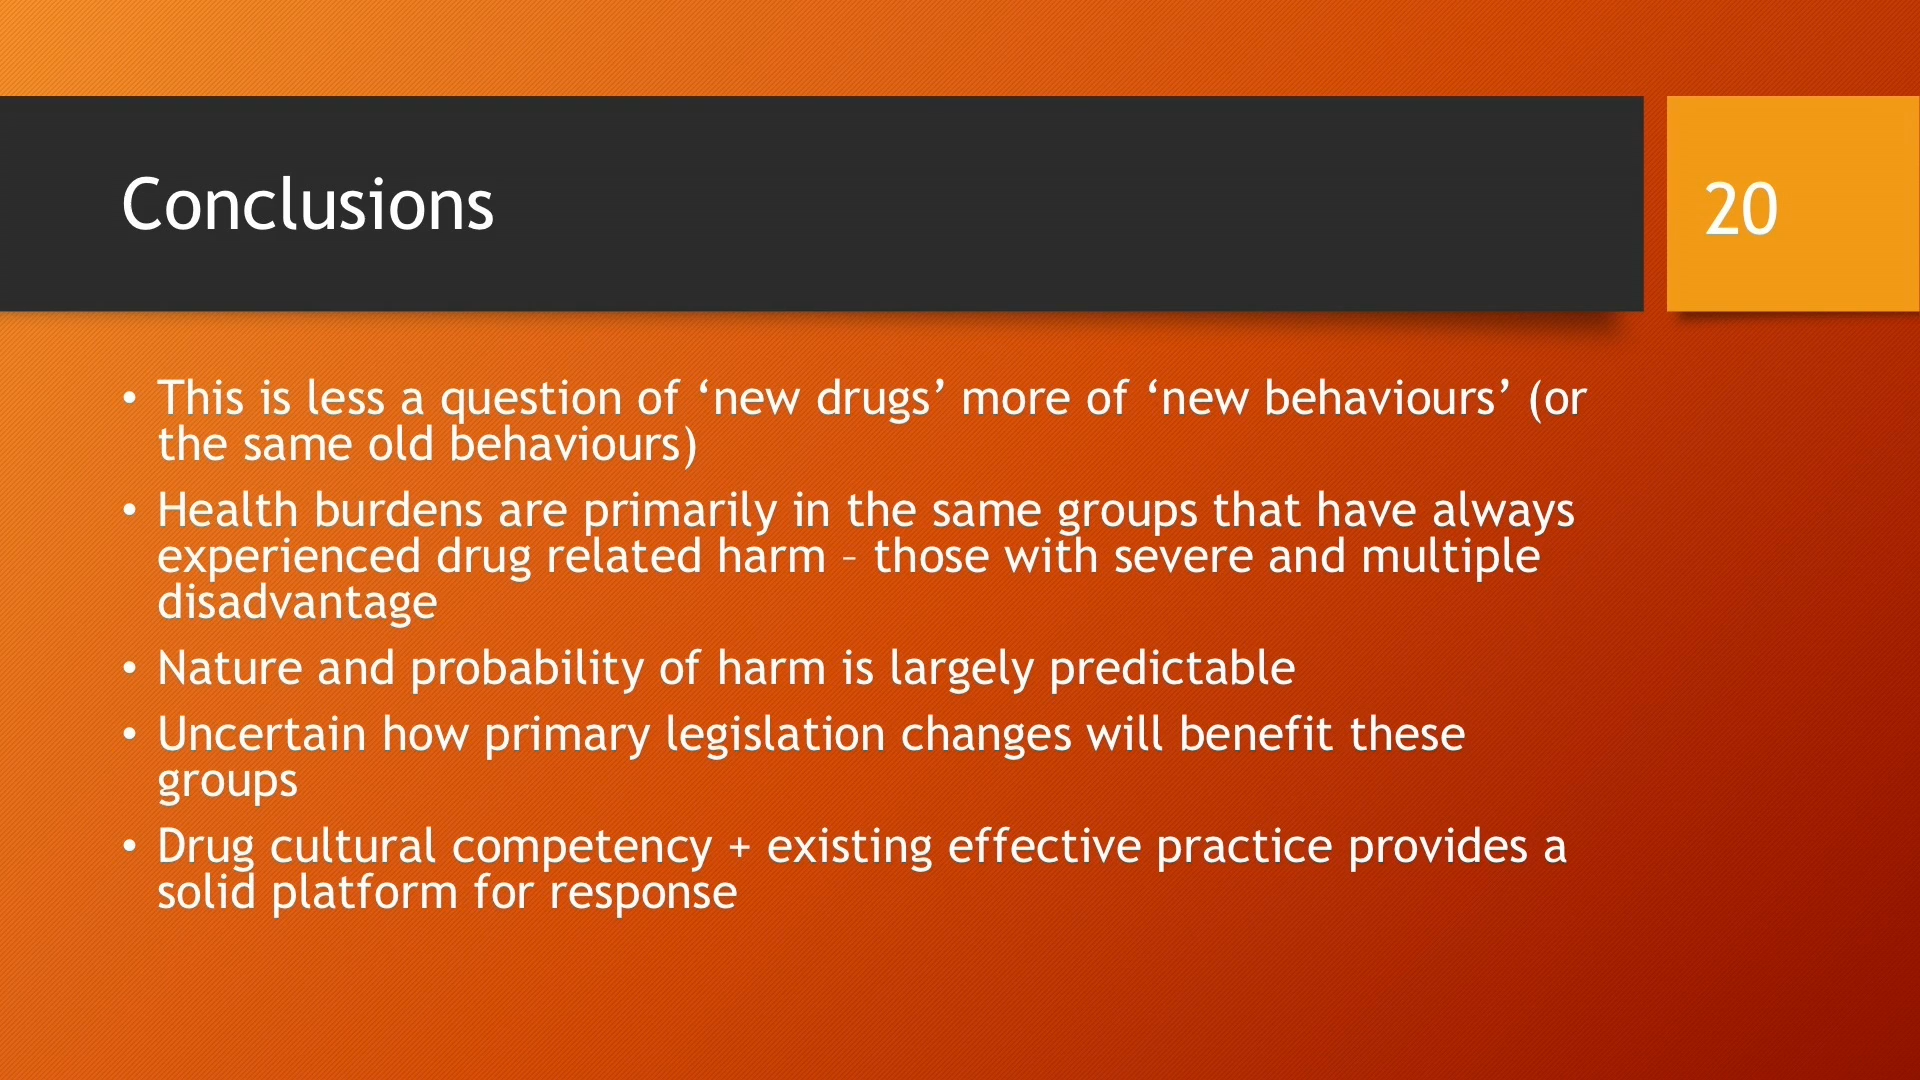 Conclusions
20
• This is less a question of ‘new drugs’ more of ‘new behaviours’ (or
the same old behaviours)
• Health burdens are primarily in the same groups that have always
experienced drug related harm – those with severe and multiple
disadvantage
• Nature and probability of harm is largely predictable
• Uncertain how primary legislation changes will benefit these
groups
• Drug cultural competency + existing effective practice provides a
solid platform for response